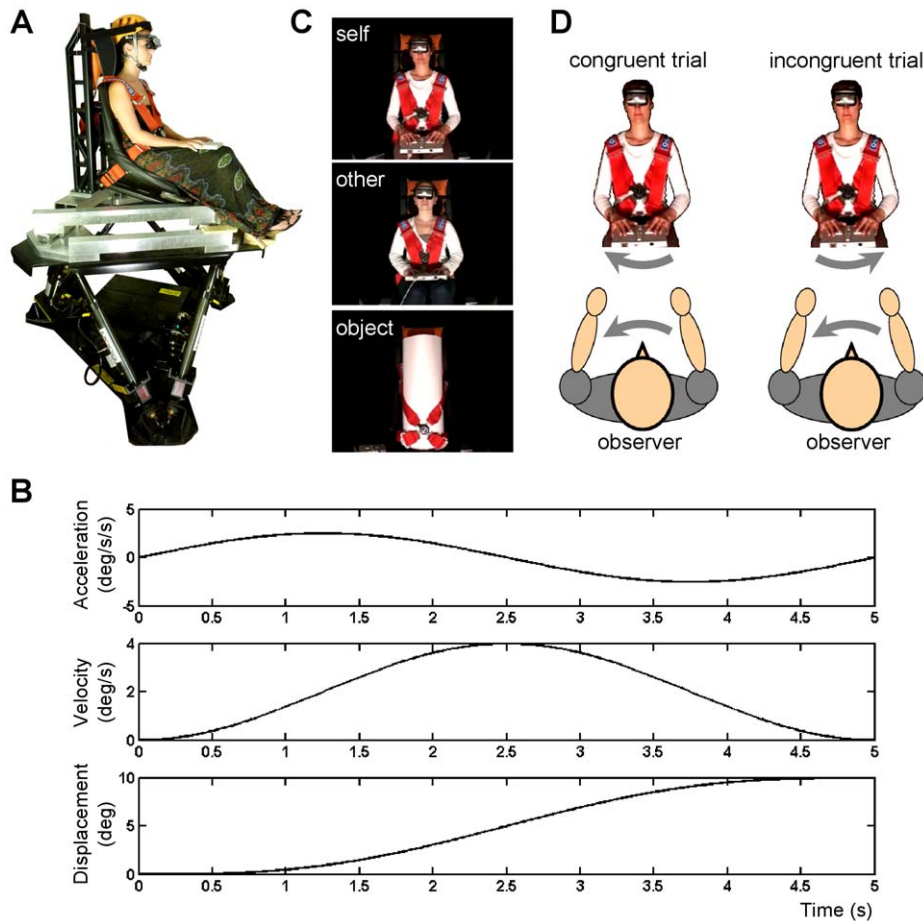 A
C
self
other
object
D
congruent trial
incongruent trial
observer
observer
B
Acceleration
(deg/s/s)
5
0
-5
0 0.5 1 1.5 2 2.5 3 3.5 4 4.5 5
Velocity
(deg/s)
4
2
0
0 0.5 1 1.5 2 2.5 3 3.5 4 4.5 5
Displacement
(deg)
10
5
0
0 0.5 1 1.5 2 2.5 3 3.5 4 4.5 5
Time (s)